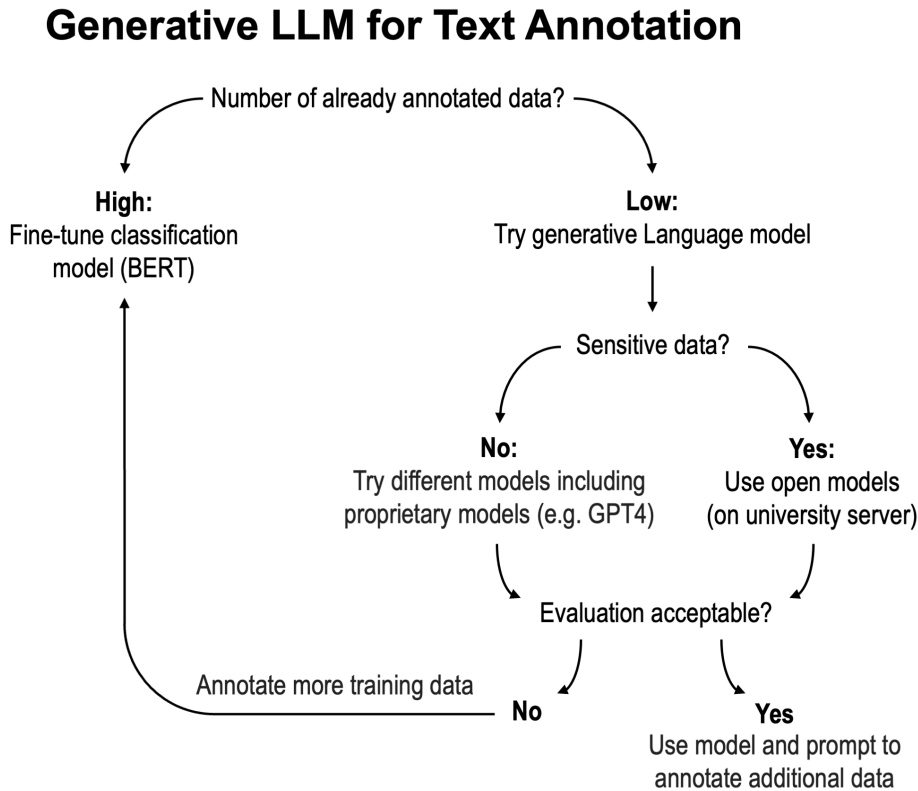 Generative LLM for Text Annotation
Number of already annotated data?
High:
Fine-tune classification
model (BERT)
Low:
Try generative Language model
Sensitive data?
No:
Try different models including
proprietary models (e.g. GPT4)
Yes:
Use open models
(on university server)
Evaluation acceptable?
Annotate more training data
No
Yes
Use model and prompt to
annotate additional data